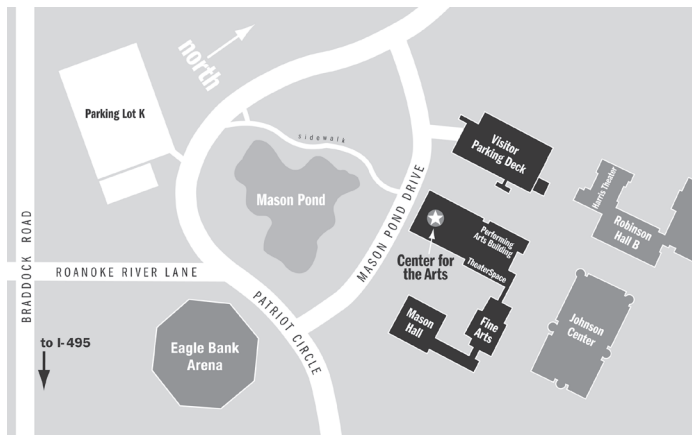 north
Parking Lot K
sidewalk
Visitor
Parking Deck
Harris Theater
Robinson
Hall B
Mason Pond
MASON POND DRIVE
Performing
Arts Building
TheaterSpace
Center for
the Arts
BRADDOCK ROAD
ROANOKE RIVER LANE
PATRIOT CIRCLE
Mason
Hall
Fine
Arts
Johnson
Center
Eagle Bank
Arena
to I-495